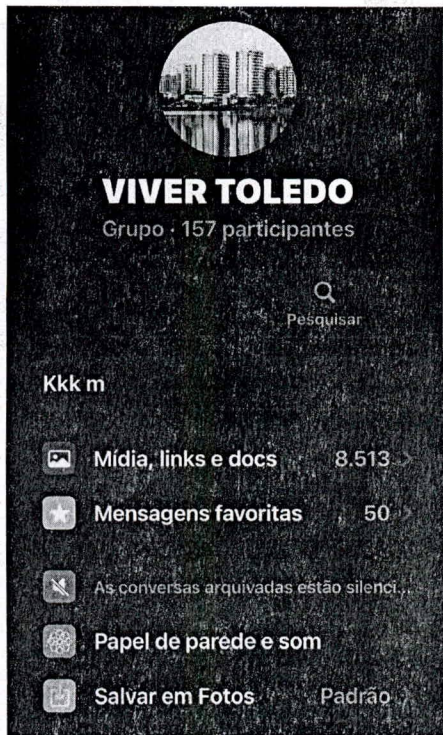 VIVER TOLEDO
Grupo · 157 participantes
Pesquisar
Kkk m
Mídia, links e docs 8.513
Mensagens favoritas 50
As conversas arquivadas estão silenci...
Papel de parede e som
Salvar em Fotos Padrão